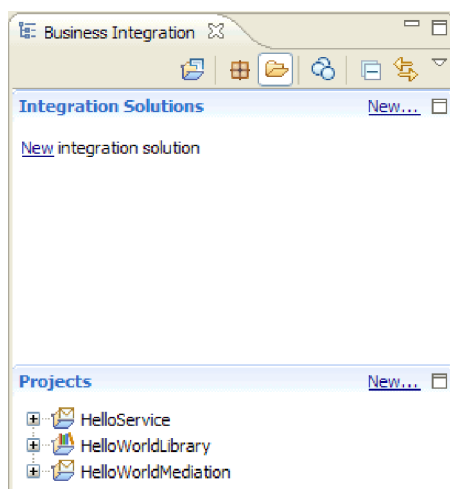 Business Integration
Integration Solutions New...
New integration solution
Projects New...
HelloService
HelloWorldLibrary
HelloWorldMediation